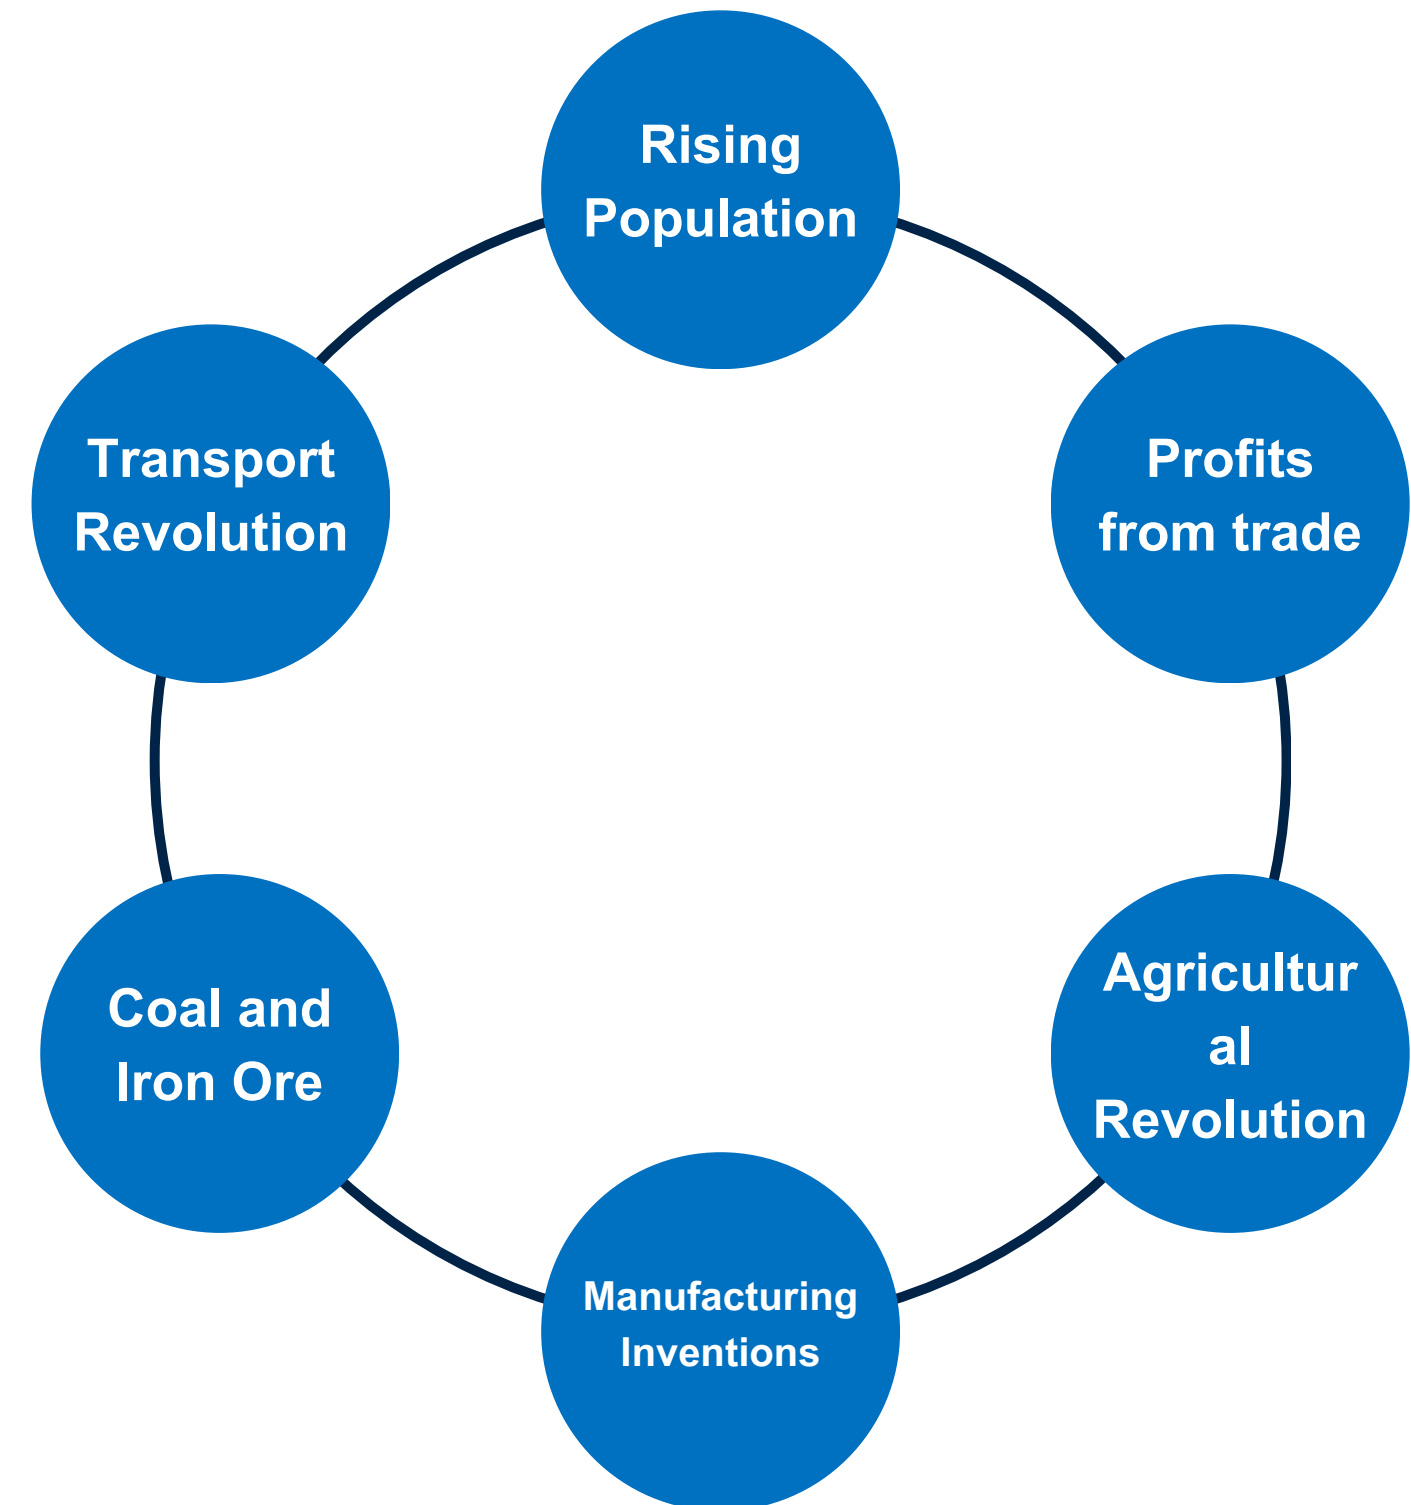 Rising
Population
Profits
from trade
Agricultur
al
Revolution
Manufacturing
Inventions
Coal and
Iron Ore
Transport
Revolution